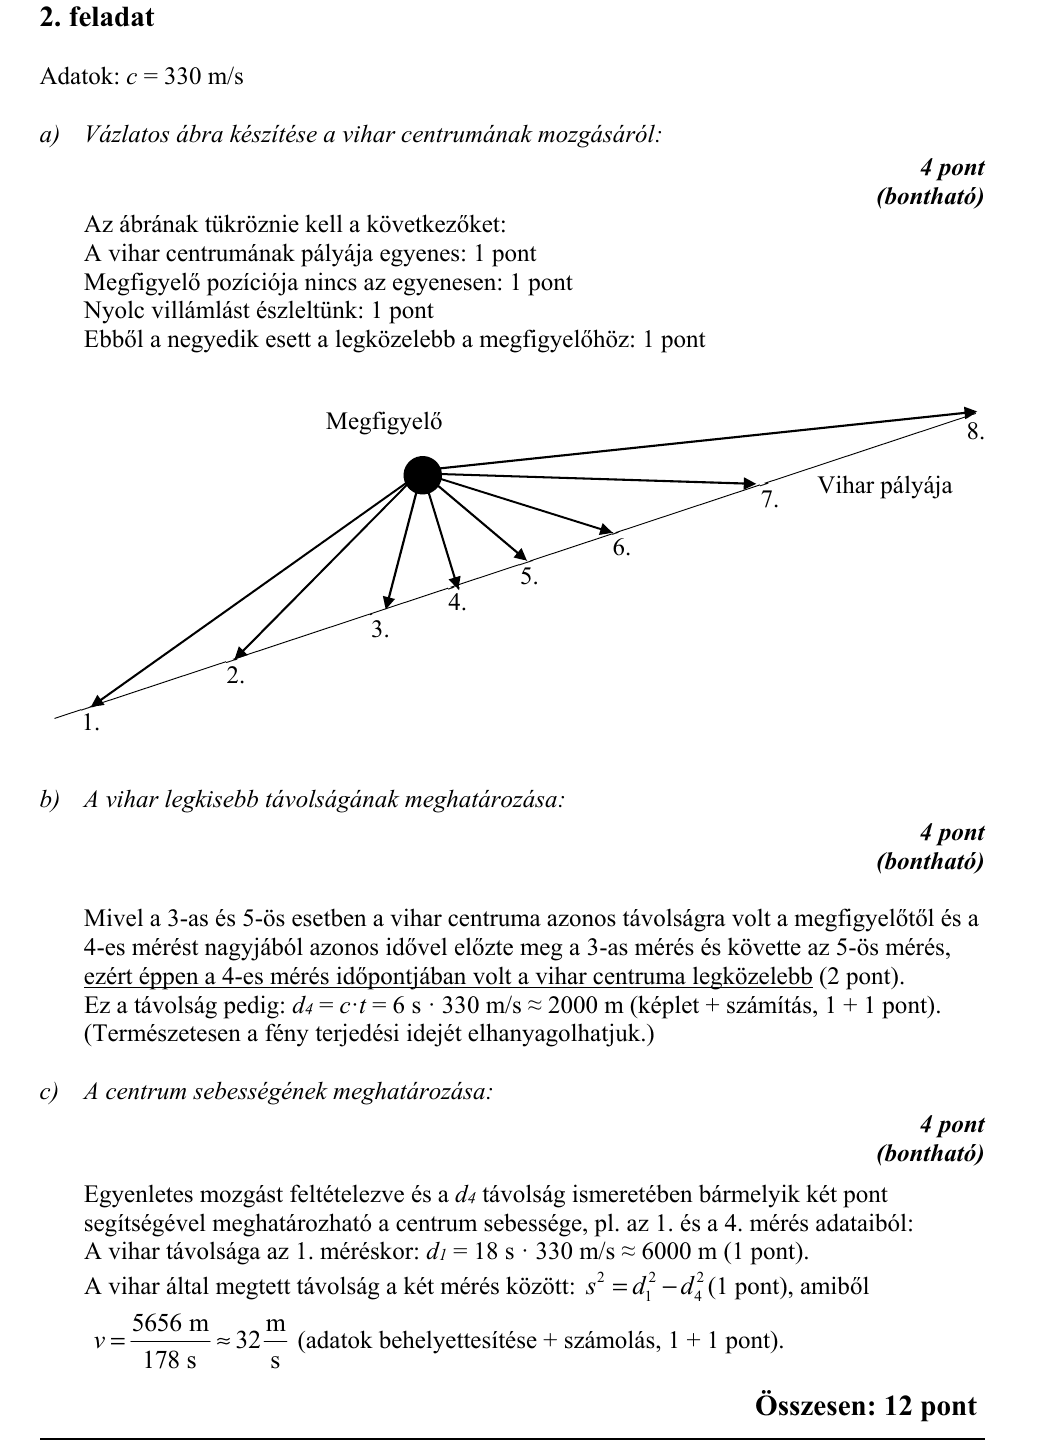 2. feladat
Adatok: c = 330 m/s
a) Vázlatos ábra készítése a vihar centrumának mozgásáról:
4 pont
(bontható)
Az ábrának tükröznie kell a következőket:
A vihar centrumának pályája egyenes: 1 pont
Megfigyelő pozíciója nincs az egyenesen: 1 pont
Nyolc villámlást észleltünk: 1 pont
Ebből a negyedik esett a legközelebb a megfigyelőhöz: 1 pont
Megfigyelő
8.
Vihar pályája
7.
6.
5.
4.
3.
2.
1.
b) A vihar legkisebb távolságának meghatározása:
4 pont
(bontható)
Mivel a 3-as és 5-ös esetben a vihar centruma azonos távolságra volt a megfigyelőtől és a
4-es mérést nagyjából azonos idővel előzte meg a 3-as mérés és követte az 5-ös mérés,
ezért éppen a 4-es mérés időpontjában volt a vihar centruma legközelebb (2 pont).
Ez a távolság pedig: d₄ = c·t = 6 s · 330 m/s ≈ 2000 m (képlet + számítás, 1 + 1 pont).
(Természetesen a fény terjedési idejét elhanyagolhatjuk.)
c) A centrum sebességének meghatározása:
4 pont
(bontható)
Egyenletes mozgást feltételezve és a d₄ távolság ismeretében bármelyik két pont
segítségével meghatározható a centrum sebessége, pl. az 1. és a 4. mérés adataiból:
A vihar távolsága az 1. méréskor: d₁ = 18 s · 330 m/s ≈ 6000 m (1 pont).
A vihar által megtett távolság a két mérés között: s² = d₁² − d₄² (1 pont), amiből
v = 5656 m / 178 s ≈ 32 m/s (adatok behelyettesítése + számolás, 1 + 1 pont).
Összesen: 12 pont